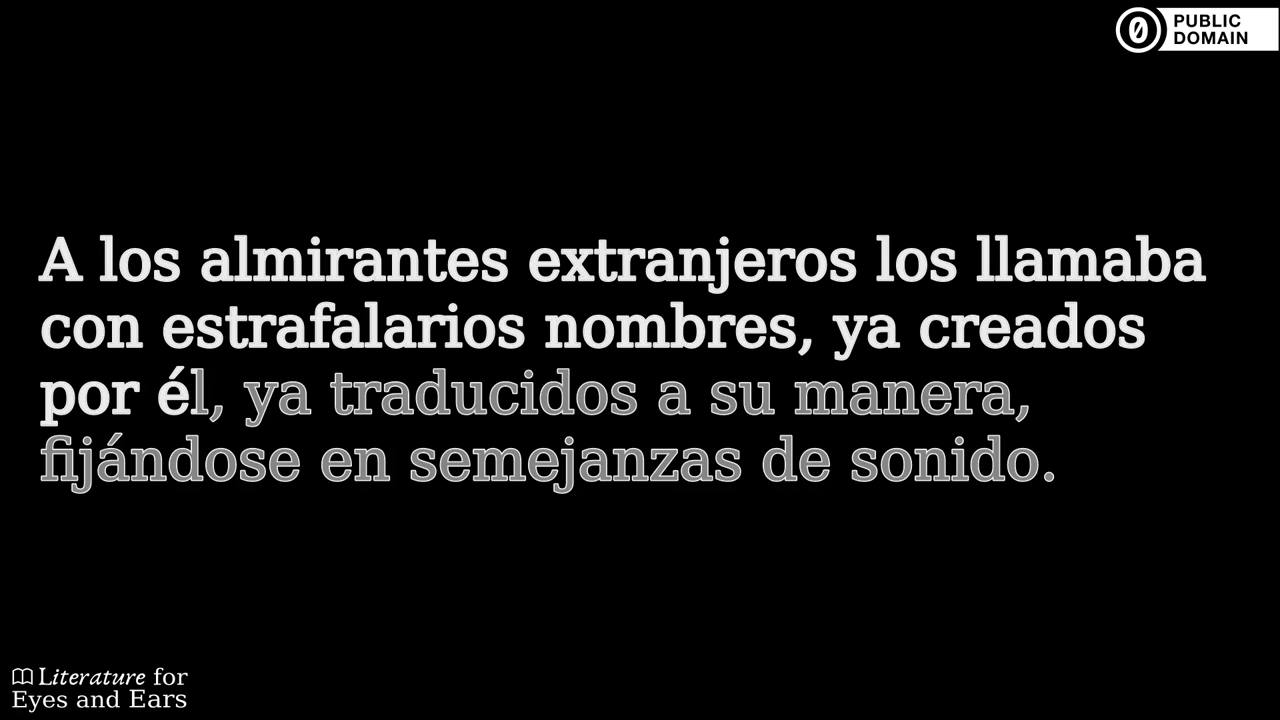 PUBLIC
DOMAIN
A los almirantes extranjeros los llamaba
con estrafalarios nombres, ya creados
por él, ya traducidos a su manera,
fijándose en semejanzas de sonido.
Literature for
Eyes and Ears